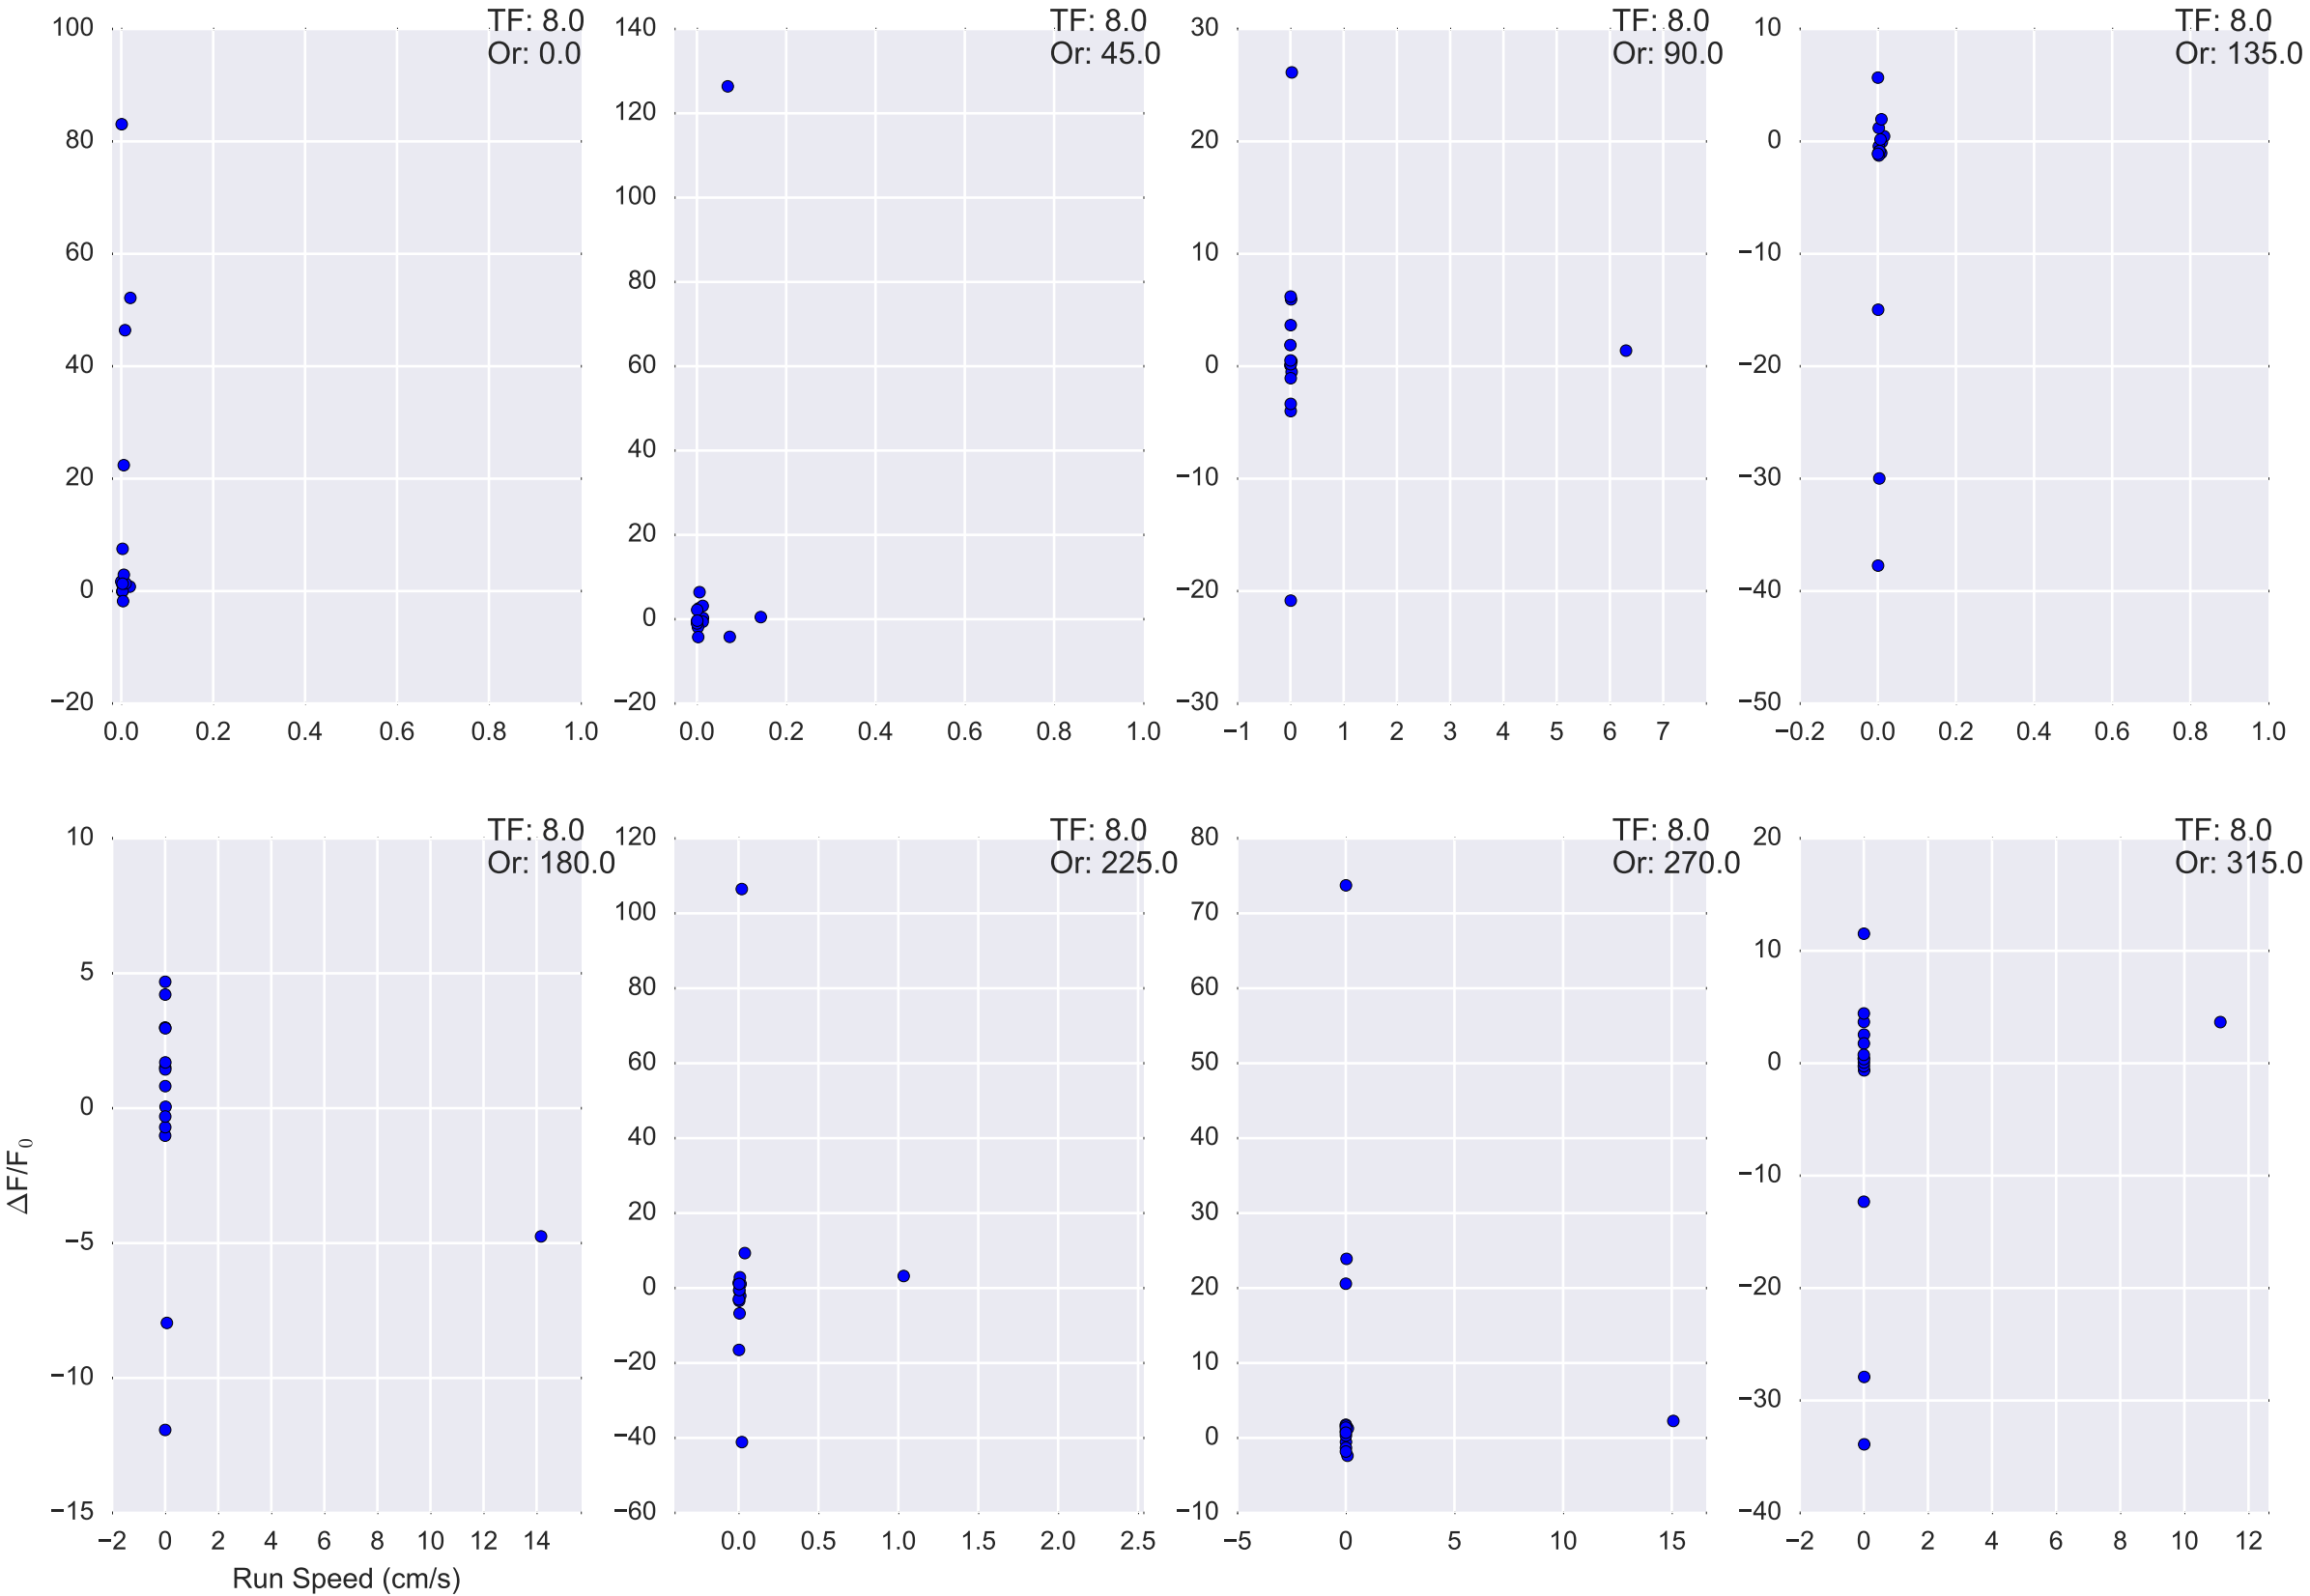 TF: 8.0
Or: 0.0
100
80
60
40
20
0
−20
0.0 0.2 0.4 0.6 0.8 1.0
TF: 8.0
Or: 45.0
140
120
100
80
60
40
20
0
−20
0.0 0.2 0.4 0.6 0.8 1.0
TF: 8.0
Or: 90.0
30
20
10
0
−10
−20
−30
−1 0 1 2 3 4 5 6 7
TF: 8.0
Or: 135.0
10
0
−10
−20
−30
−40
−50
−0.2 0.0 0.2 0.4 0.6 0.8 1.0
TF: 8.0
Or: 180.0
10
5
0
−5
−10
−15
−2 0 2 4 6 8 10 12 14
Run Speed (cm/s)
ΔF/F₀
TF: 8.0
Or: 225.0
120
100
80
60
40
20
0
−20
−40
−60
0.0 0.5 1.0 1.5 2.0 2.5
TF: 8.0
Or: 270.0
80
70
60
50
40
30
20
10
0
−10
−5 0 5 10 15
TF: 8.0
Or: 315.0
20
10
0
−10
−20
−30
−40
−2 0 2 4 6 8 10 12